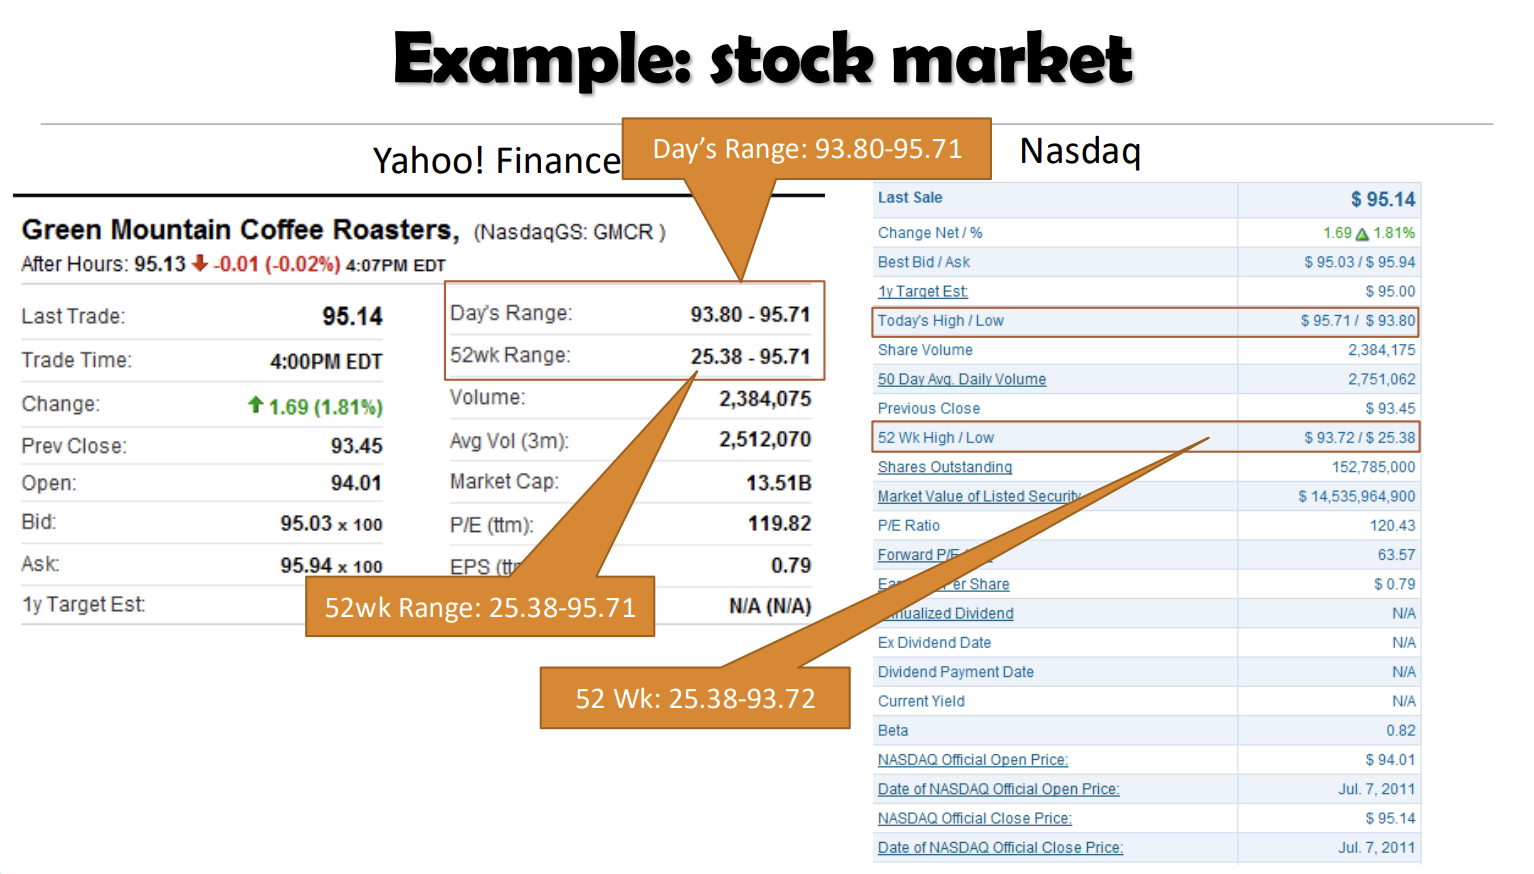 Example: stock market
Yahoo! Finance
Day's Range: 93.80-95.71
Nasdaq
Green Mountain Coffee Roasters, (NasdaqGS: GMCR )
After Hours: 95.13 -0.01 (-0.02%) 4:07PM EDT
Last Trade: 95.14
Trade Time: 4:00PM EDT
Change: 1.69 (1.81%)
Prev Close: 93.45
Open: 94.01
Bid: 95.03 x 100
Ask: 95.94 x 100
1y Target Est:
Day's Range: 93.80 - 95.71
52wk Range: 25.38 - 95.71
Volume: 2,384,075
Avg Vol (3m): 2,512,070
Market Cap: 13.51B
P/E (ttm): 119.82
EPS 0.79
N/A (N/A)
52wk Range: 25.38-95.71
52 Wk: 25.38-93.72
Last Sale $ 95.14
Change Net / % 1.69 1.81%
Best Bid / Ask $ 95.03 / $ 95.94
1y Target Est: $ 95.00
Today's High / Low $ 95.71 / $ 93.80
Share Volume 2,384,175
50 Day Avg. Daily Volume 2,751,062
Previous Close $ 93.45
52 Wk High / Low $ 93.72 / $ 25.38
Shares Outstanding 152,785,000
Market Value of Listed Security $ 14,535,964,900
P/E Ratio 120.43
Forward P/E 63.57
Per Share $ 0.79
Dividend N/A
Ex Dividend Date N/A
Dividend Payment Date N/A
Current Yield N/A
Beta 0.82
NASDAQ Official Open Price: $ 94.01
Date of NASDAQ Official Open Price: Jul. 7, 2011
NASDAQ Official Close Price: $ 95.14
Date of NASDAQ Official Close Price: Jul. 7, 2011